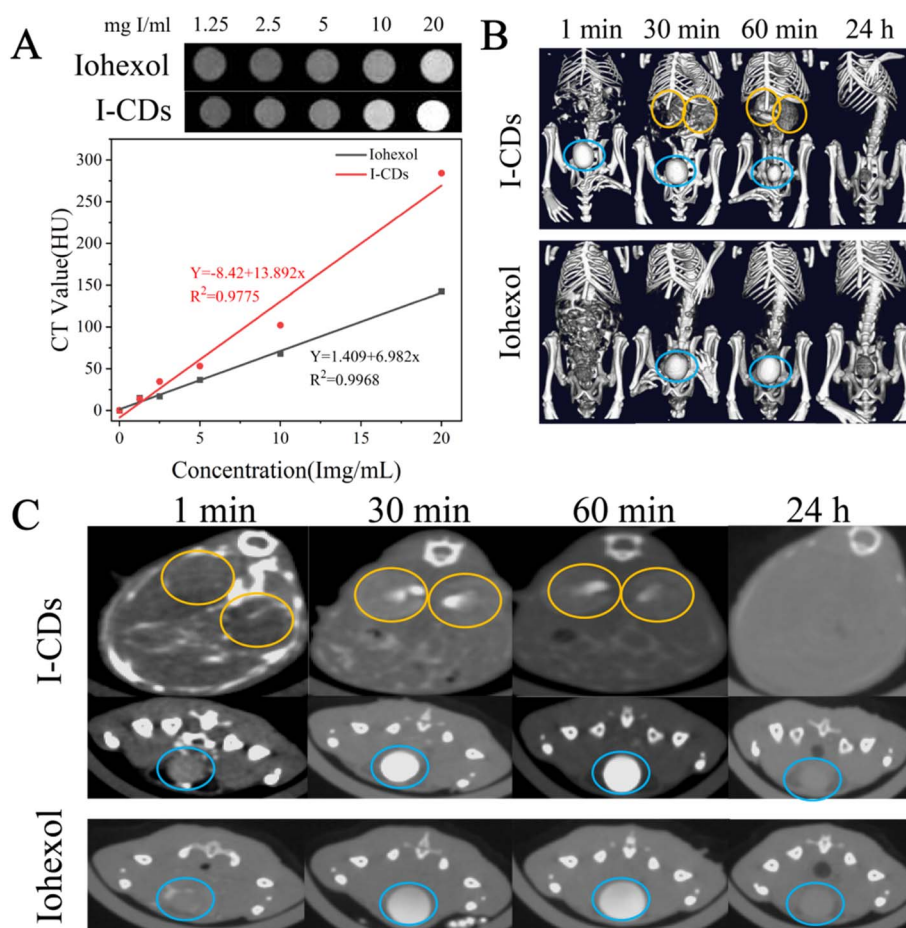 A
mg I/ml 1.25 2.5 5 10 20
Iohexol
I-CDs
300
250
200
150
100
50
0
CT Value(HU)
Iohexol
I-CDs
Y=-8.42+13.892x
R²=0.9775
Y=1.409+6.982x
R²=0.9968
0 5 10 15 20
Concentration(Img/mL)
B
1 min 30 min 60 min 24 h
I-CDs
Iohexol
C
1 min 30 min 60 min 24 h
I-CDs
Iohexol